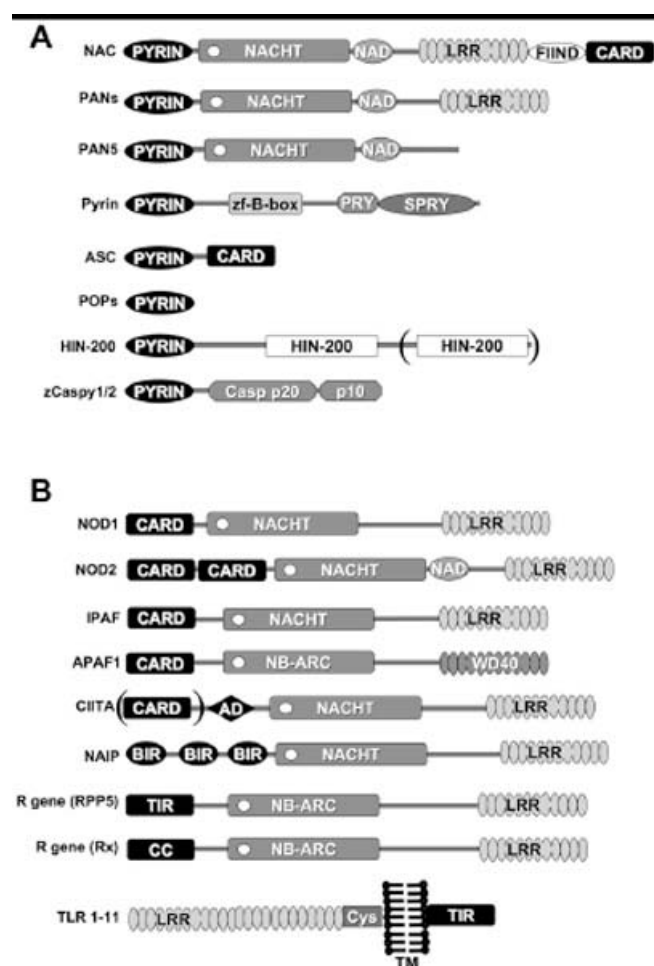 A
NAC PYRIN NACHT NAD LRR FIIND CARD
PANs PYRIN NACHT NAD LRR
PAN5 PYRIN NACHT NAD
Pyrin PYRIN zf-B-box PRY SPRY
ASC PYRIN CARD
POPs PYRIN
HIN-200 PYRIN HIN-200 (HIN-200)
zCaspy1/2 PYRIN Casp p20 p10
B
NOD1 CARD NACHT LRR
NOD2 CARD CARD NACHT NAD LRR
IPAF CARD NACHT LRR
APAF1 CARD NB-ARC WD40
CIITA (CARD) AD NACHT LRR
NAIP BIR BIR BIR NACHT LRR
R gene (RPP5) TIR NB-ARC LRR
R gene (Rx) CC NB-ARC LRR
TLR 1-11 LRR Cys TIR
TM